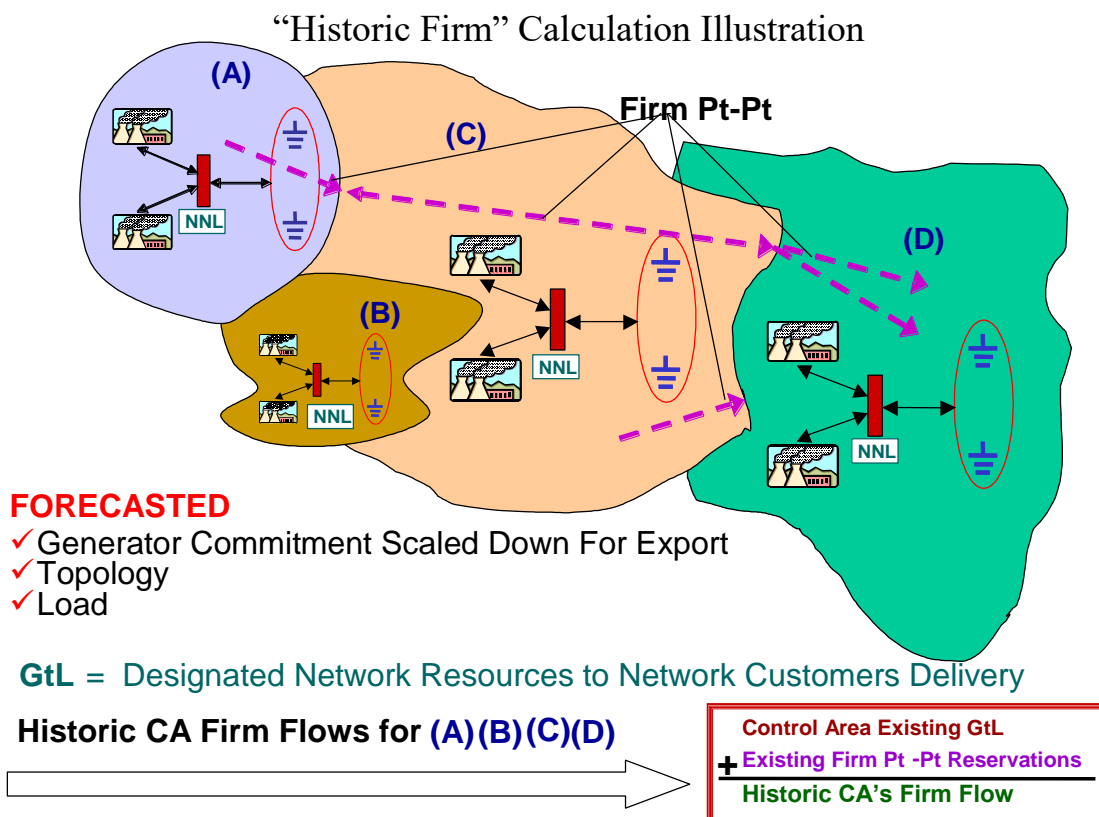 “Historic Firm” Calculation Illustration
(A)
Firm Pt-Pt
(C)
NNL
(D)
(B)
NNL
NNL
NNL
FORECASTED
✓Generator Commitment Scaled Down For Export
✓Topology
✓Load
GtL = Designated Network Resources to Network Customers Delivery
Historic CA Firm Flows for (A)(B)(C)(D)
Control Area Existing GtL
+ Existing Firm Pt -Pt Reservations
Historic CA's Firm Flow